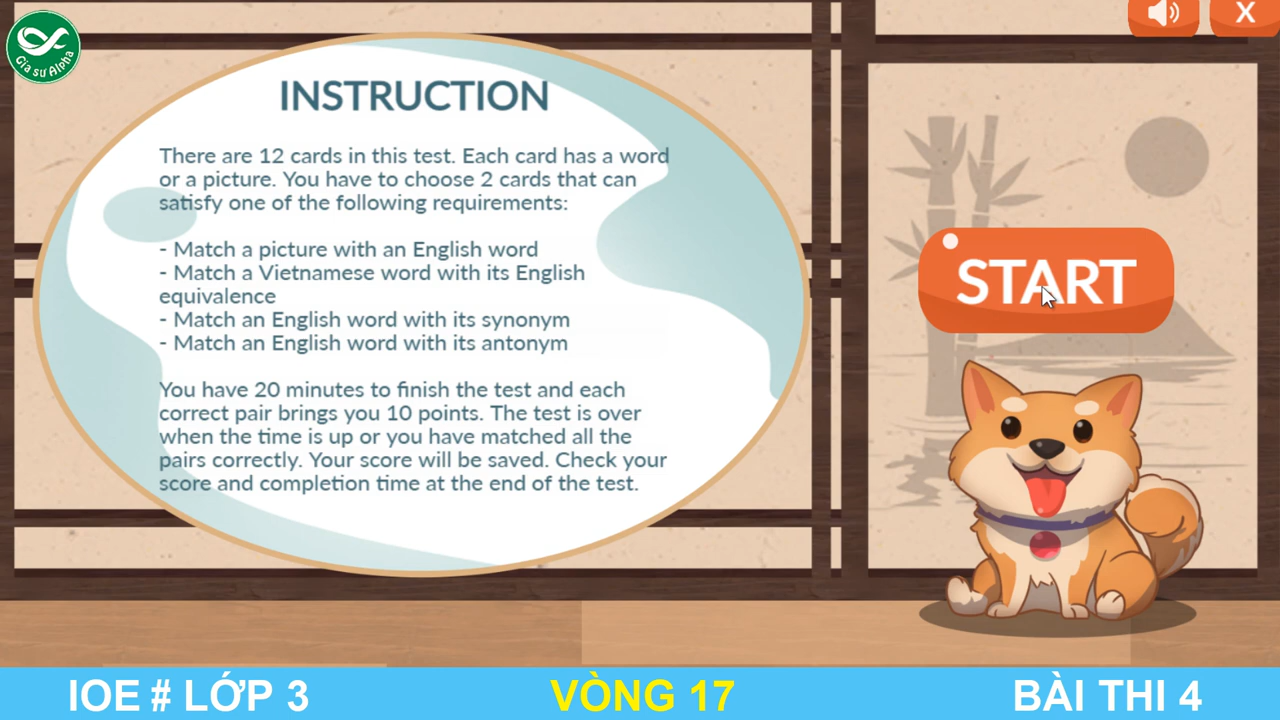 Gia sư Alpha
X
INSTRUCTION
There are 12 cards in this test. Each card has a word
or a picture. You have to choose 2 cards that can
satisfy one of the following requirements:
- Match a picture with an English word
- Match a Vietnamese word with its English
equivalence
- Match an English word with its synonym
- Match an English word with its antonym
You have 20 minutes to finish the test and each
correct pair brings you 10 points. The test is over
when the time is up or you have matched all the
pairs correctly. Your score will be saved. Check your
score and completion time at the end of the test.
START
IOE # LỚP 3
VÒNG 17
BÀI THI 4